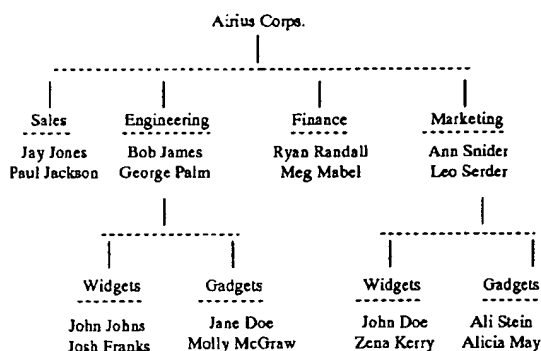 Airius Corps.
Sales Engineering Finance Marketing
Jay Jones Bob James Ryan Randall Ann Snider
Paul Jackson George Palm Meg Mabel Leo Serder
Widgets Gadgets Widgets Gadgets
John Johns Jane Doe John Doe Ali Stein
Josh Franks Molly McGraw Zena Kerry Alicia May